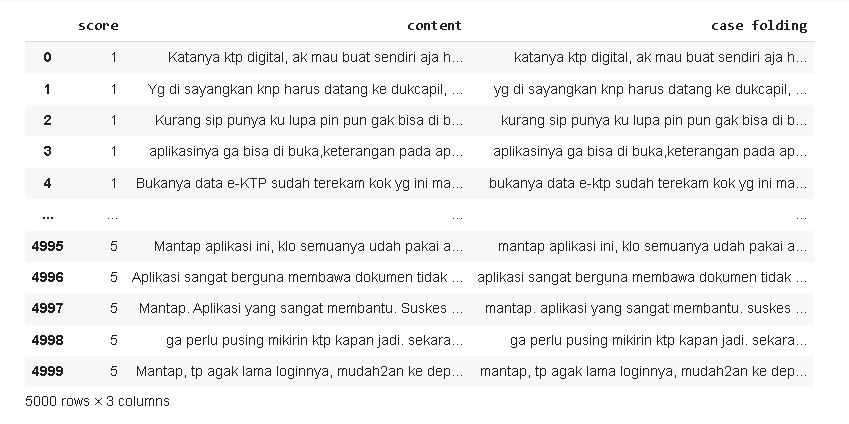 score content case folding
0 1 Katanya ktp digital, ak mau buat sendiri aja h... katanya ktp digital, ak mau buat sendiri aja h...
1 1 Yg di sayangkan knp harus datang ke dukcapil, ... yg di sayangkan knp harus datang ke dukcapil, ...
2 1 Kurang sip punya ku lupa pin pun gak bisa di b... kurang sip punya ku lupa pin pun gak bisa di b...
3 1 aplikasinya ga bisa di buka,keterangan pada ap... aplikasinya ga bisa di buka,keterangan pada ap...
4 1 Bukanya data e-KTP sudah terekam kok yg ini ma... bukanya data e-ktp sudah terekam kok yg ini ma...
... ... ... ...
4995 5 Mantap aplikasi ini, klo semuanya udah pakai a... mantap aplikasi ini, klo semuanya udah pakai a...
4996 5 Aplikasi sangat berguna membawa dokumen tidak ... aplikasi sangat berguna membawa dokumen tidak ...
4997 5 Mantap. Aplikasi yang sangat membantu. Suskes ... mantap. aplikasi yang sangat membantu. suskes ...
4998 5 ga perlu pusing mikirin ktp kapan jadi. sekara... ga perlu pusing mikirin ktp kapan jadi. sekara...
4999 5 Mantap, tp agak lama loginnya, mudah2an ke dep... mantap, tp agak lama loginnya, mudah2an ke dep...
5000 rows × 3 columns